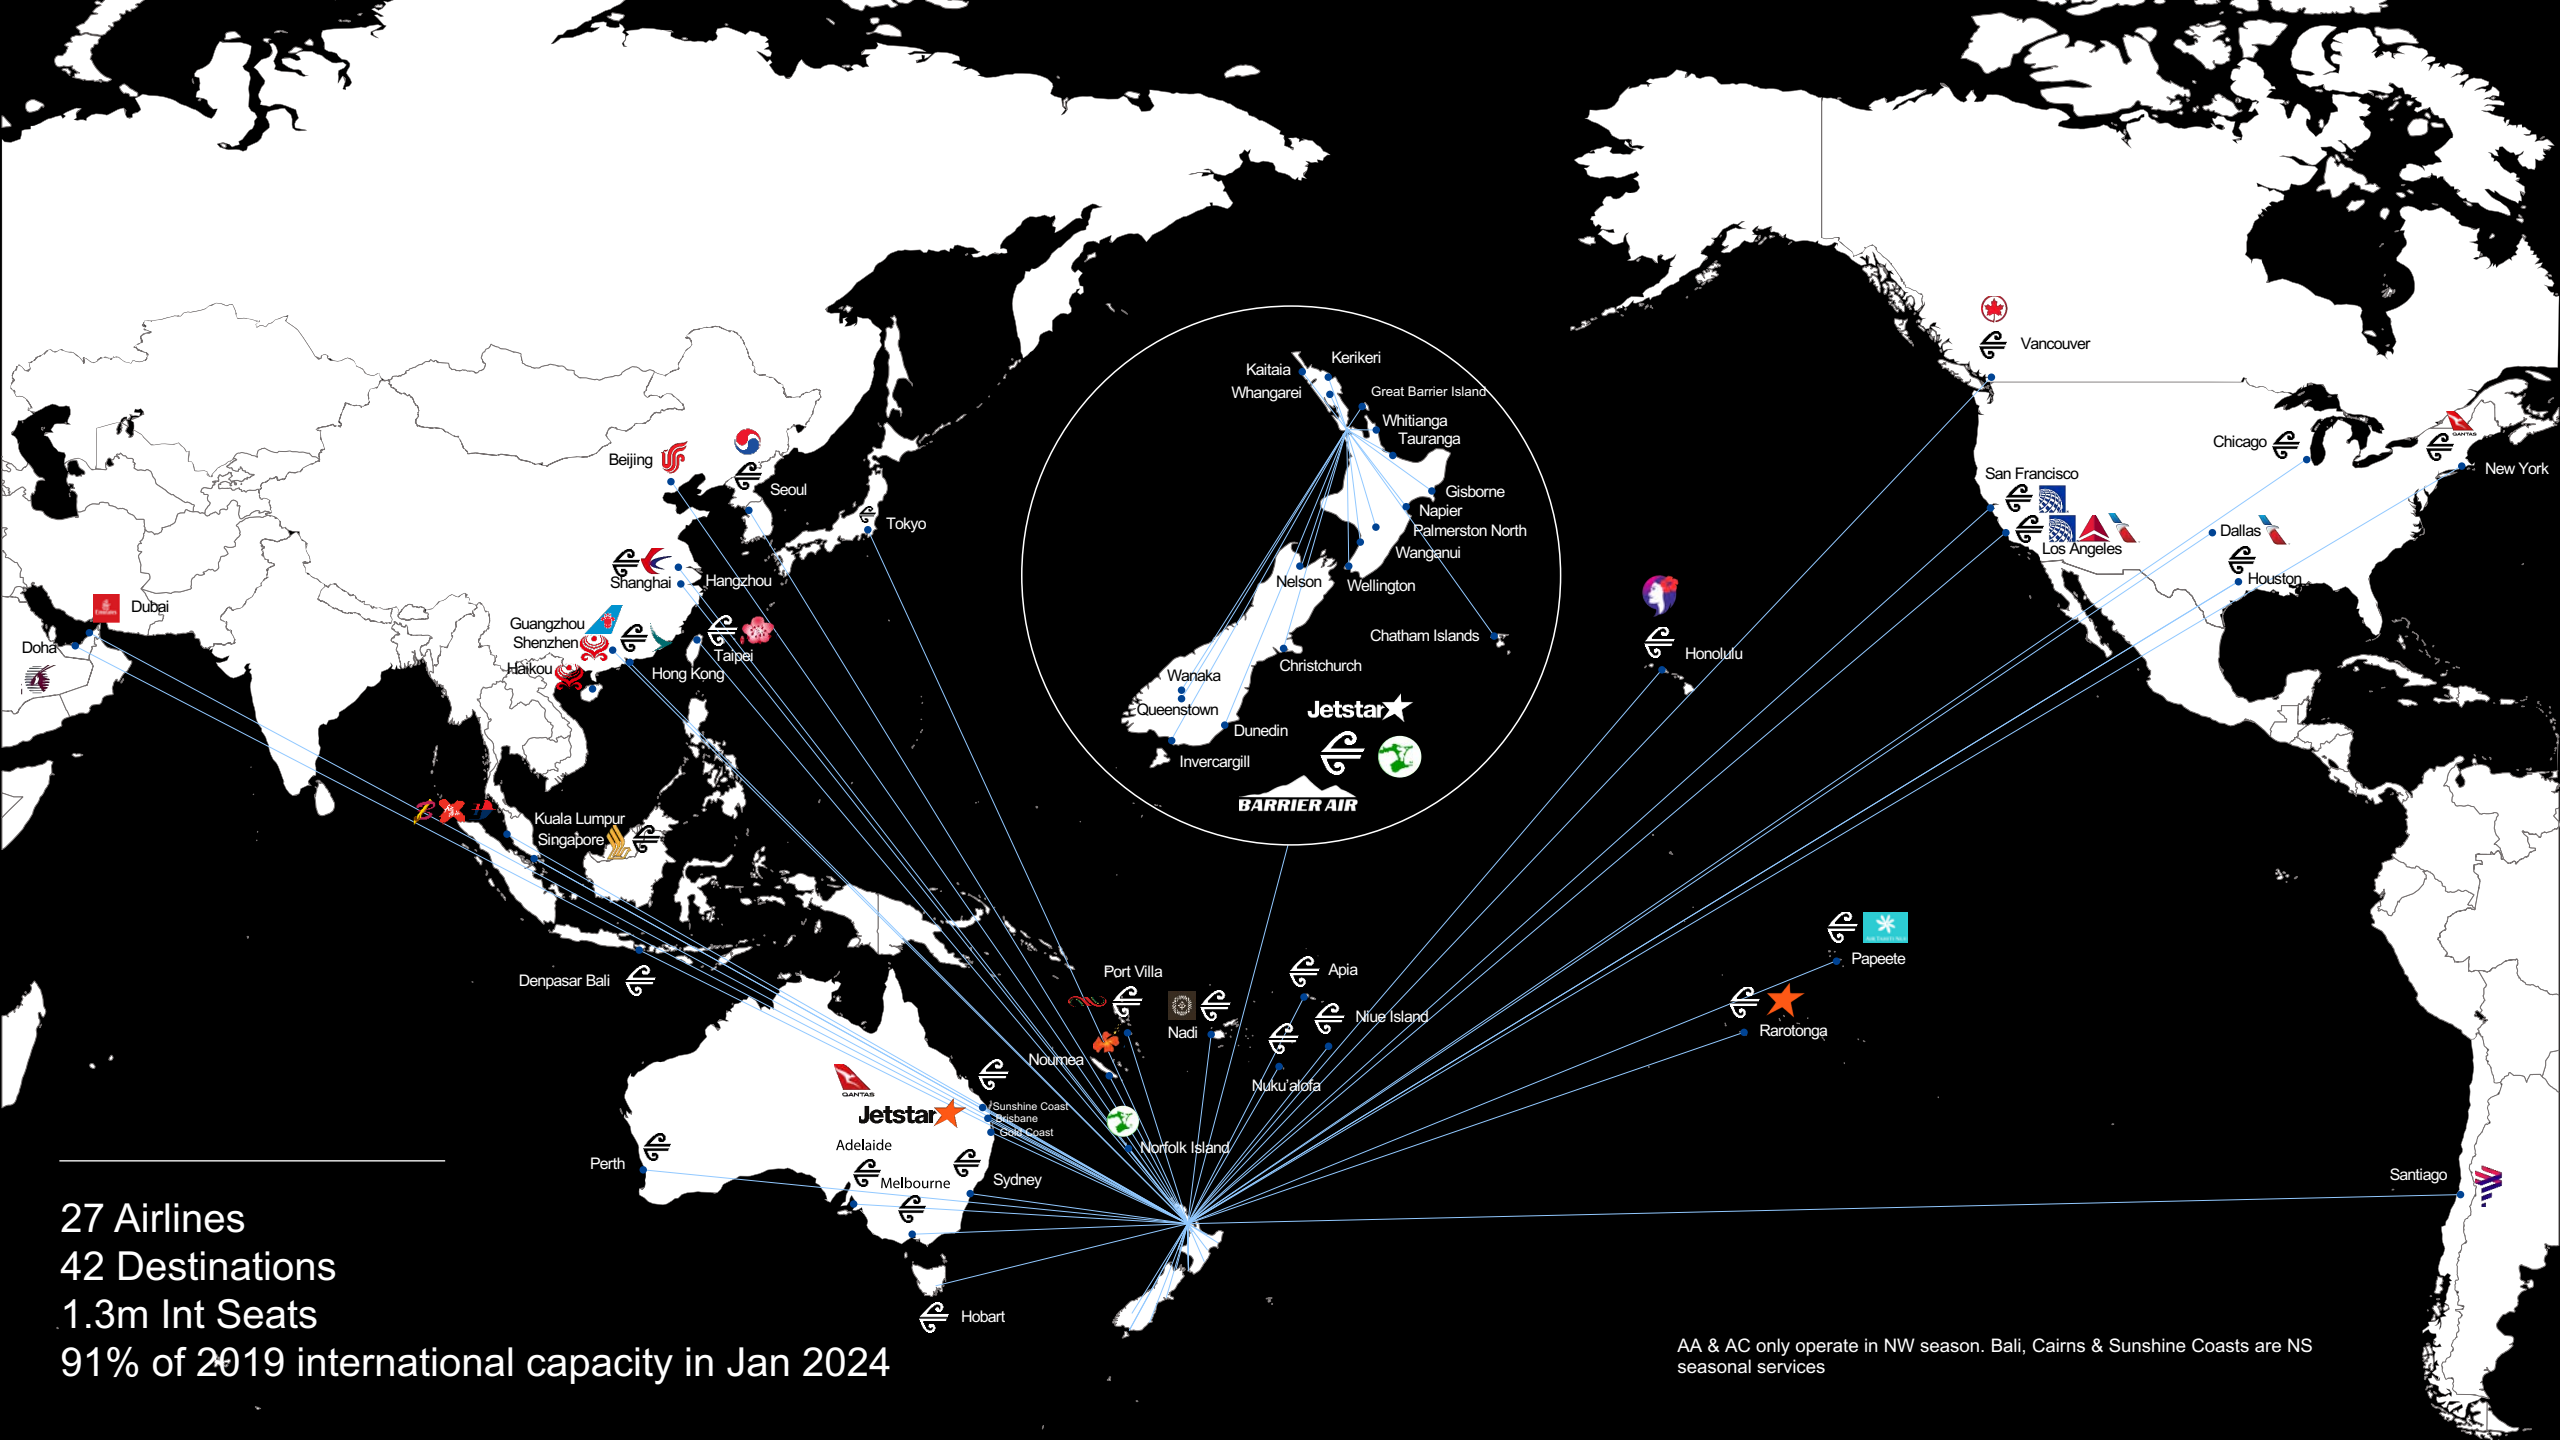 Vancouver
Chicago
QANTAS
New York
San Francisco
Los Angeles
Dallas
Houston
Honolulu
Beijing
Seoul
Tokyo
Shanghai
Hangzhou
Guangzhou
Shenzhen
Haikou
Hong Kong
Taipei
Dubai
Doha
Kuala Lumpur
Singapore
Denpasar Bali
Kaitaia
Kerikeri
Whangarei
Great Barrier Island
Whitianga
Tauranga
Gisborne
Napier
Palmerston North
Wanganui
Nelson
Wellington
Chatham Islands
Christchurch
Wanaka
Queenstown
Dunedin
Invercargill
Jetstar
BARRIER AIR
Port Villa
Apia
Nadi
Niue Island
Noumea
Nuku'alofa
Papeete
Rarotonga
Norfolk Island
QANTAS
Jetstar
Sunshine Coast
Brisbane
Gold Coast
Adelaide
Melbourne
Perth
Sydney
Hobart
Santiago
27 Airlines
42 Destinations
1.3m Int Seats
91% of 2019 international capacity in Jan 2024
AA & AC only operate in NW season. Bali, Cairns & Sunshine Coasts are NS
seasonal services